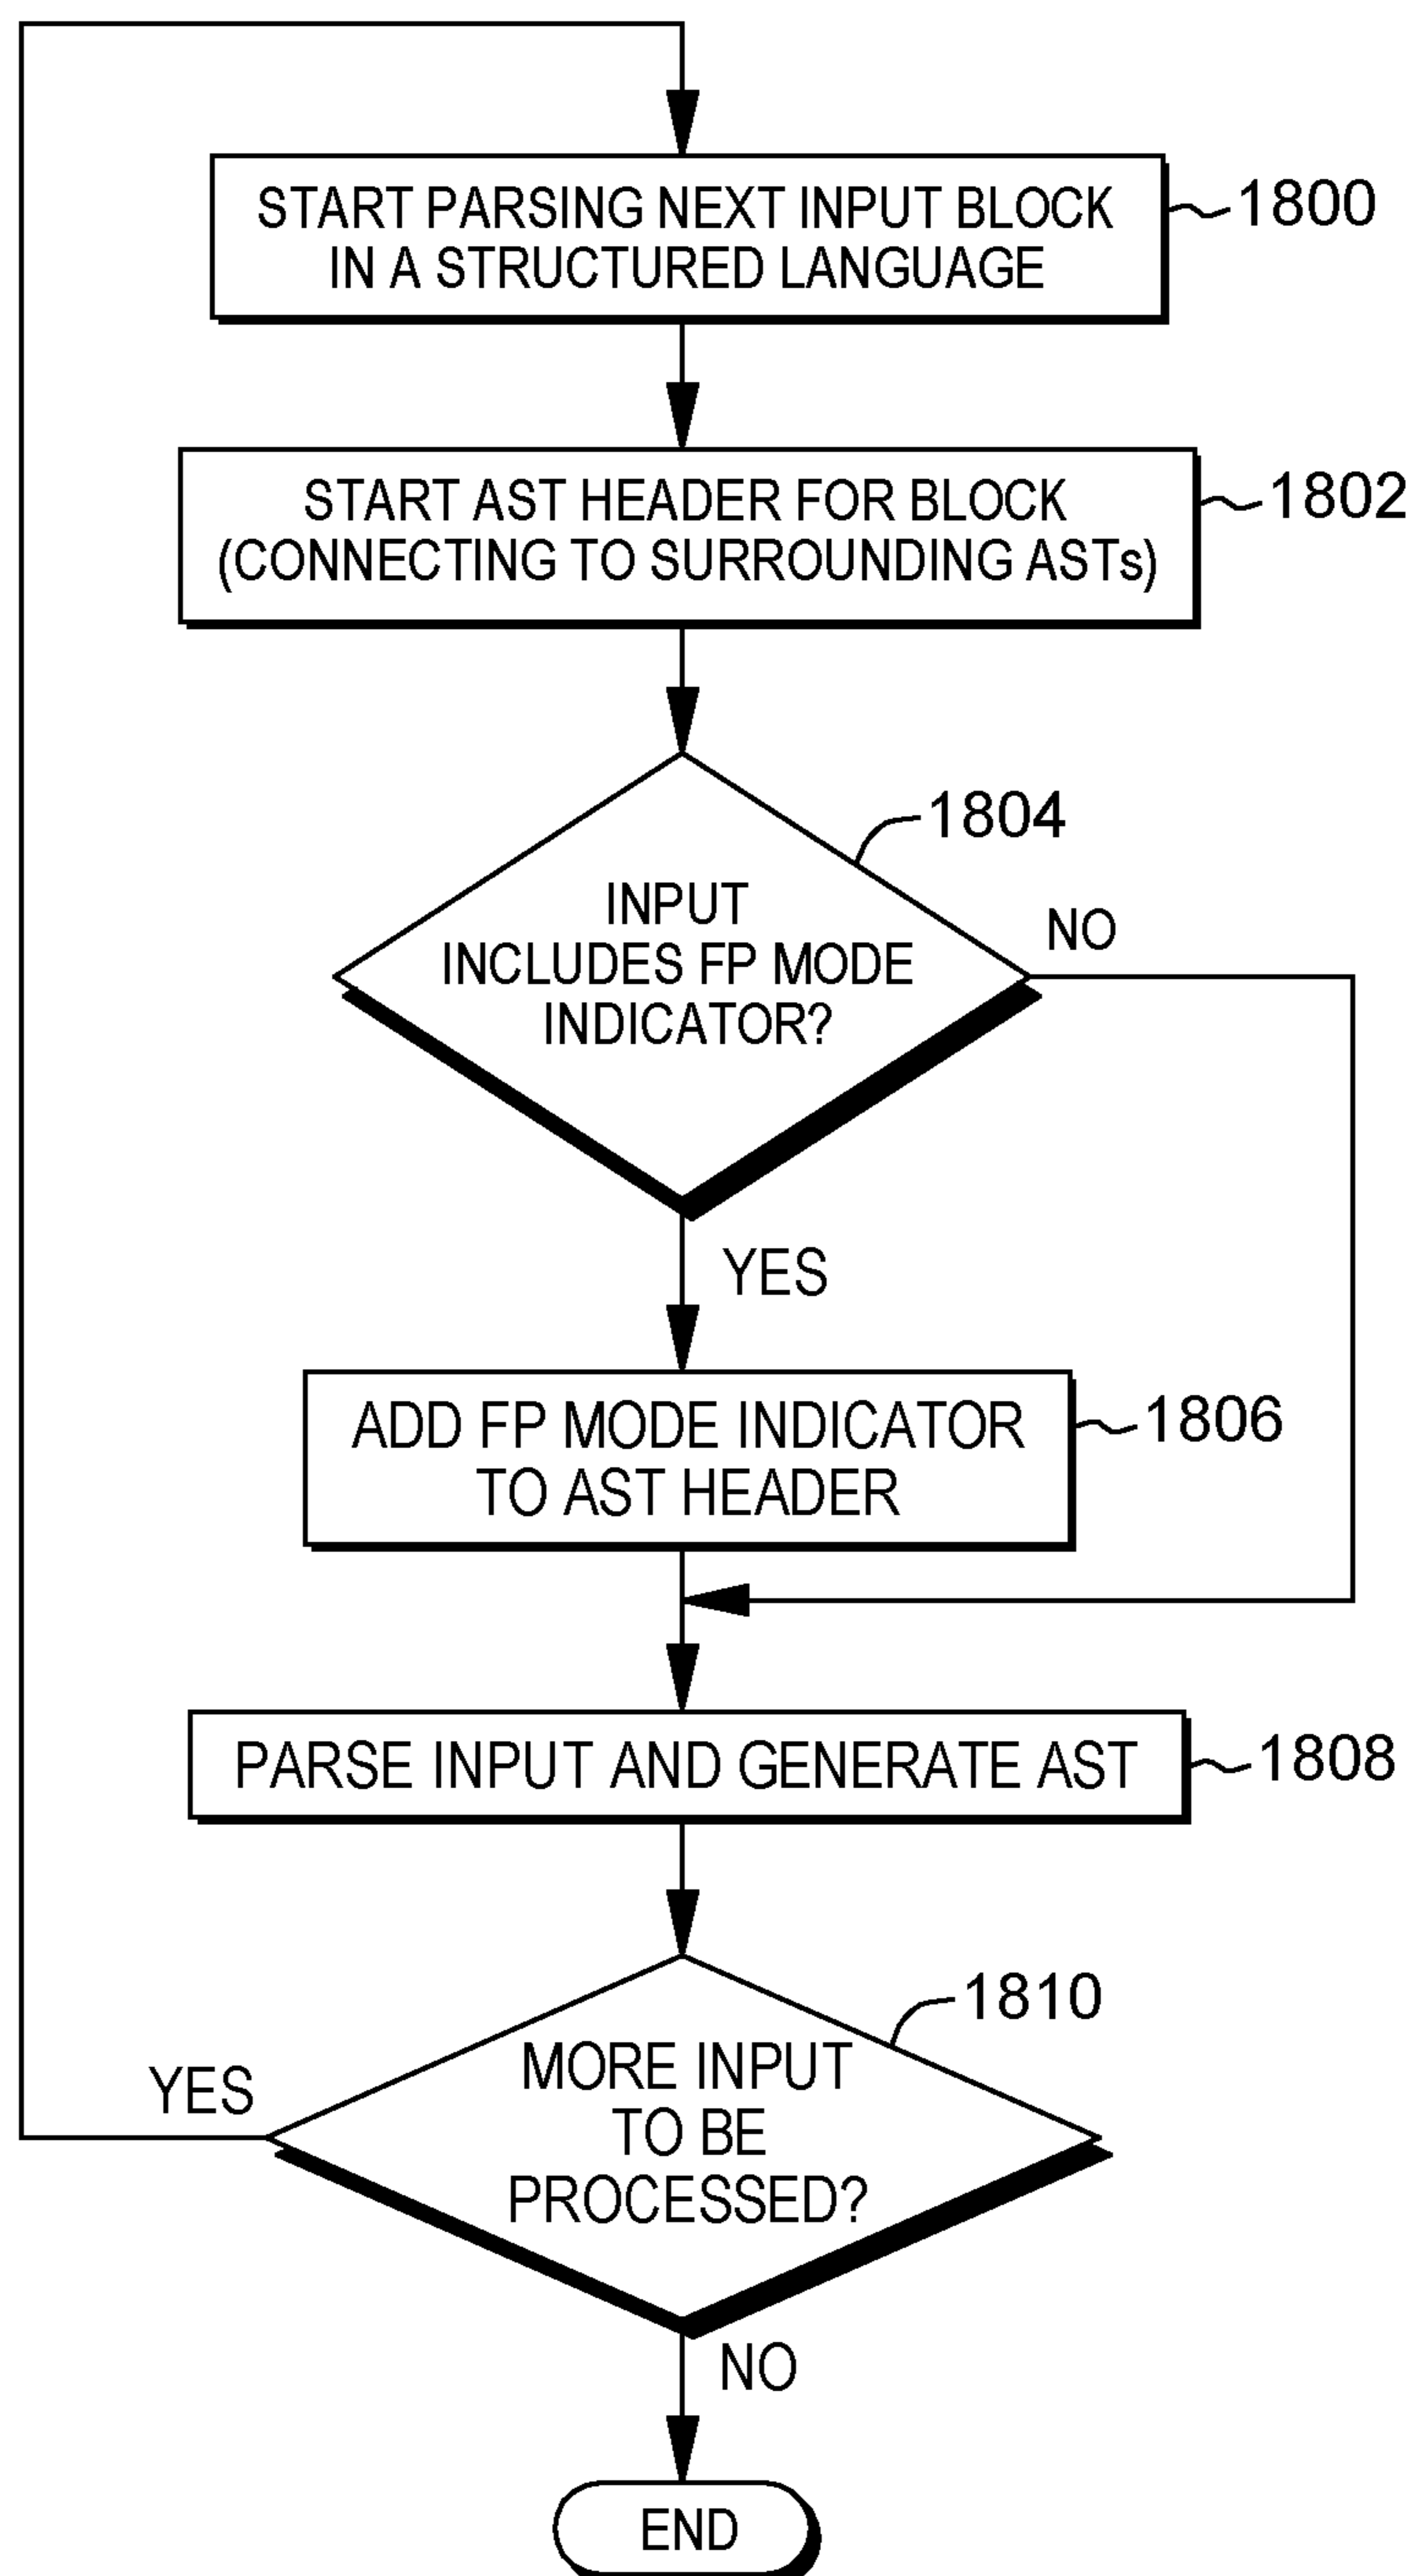 START PARSING NEXT INPUT BLOCK
IN A STRUCTURED LANGUAGE
1800
START AST HEADER FOR BLOCK
(CONNECTING TO SURROUNDING ASTs)
1802
1804
INPUT
INCLUDES FP MODE
INDICATOR?
NO
YES
ADD FP MODE INDICATOR
TO AST HEADER
1806
PARSE INPUT AND GENERATE AST
1808
1810
MORE INPUT
TO BE
PROCESSED?
YES
NO
END